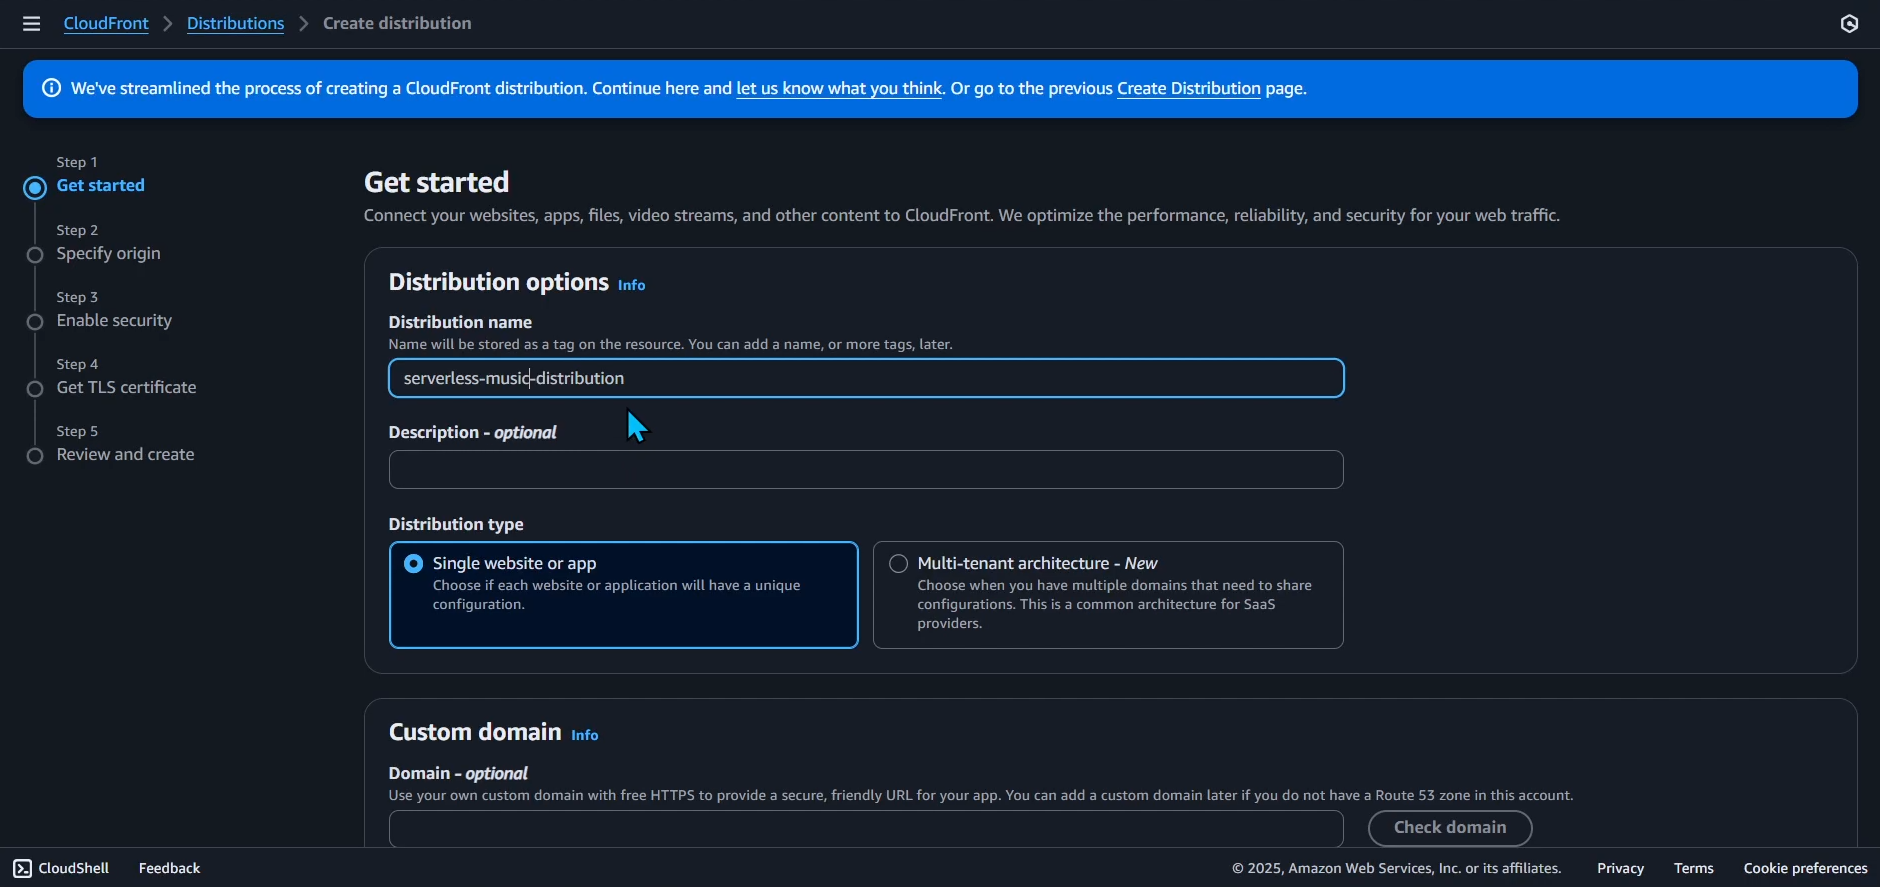 CloudFront > Distributions > Create distribution
We've streamlined the process of creating a CloudFront distribution. Continue here and let us know what you think. Or go to the previous Create Distribution page.
Step 1
Get started
Step 2
Specify origin
Step 3
Enable security
Step 4
Get TLS certificate
Step 5
Review and create
Get started
Connect your websites, apps, files, video streams, and other content to CloudFront. We optimize the performance, reliability, and security for your web traffic.
Distribution options Info
Distribution name
Name will be stored as a tag on the resource. You can add a name, or more tags, later.
serverless-music-distribution
Description - optional
Distribution type
Single website or app
Choose if each website or application will have a unique
configuration.
Multi-tenant architecture - New
Choose when you have multiple domains that need to share
configurations. This is a common architecture for SaaS
providers.
Custom domain Info
Domain - optional
Use your own custom domain with free HTTPS to provide a secure, friendly URL for your app. You can add a custom domain later if you do not have a Route 53 zone in this account.
Check domain
CloudShell Feedback © 2025, Amazon Web Services, Inc. or its affiliates. Privacy Terms Cookie preferences